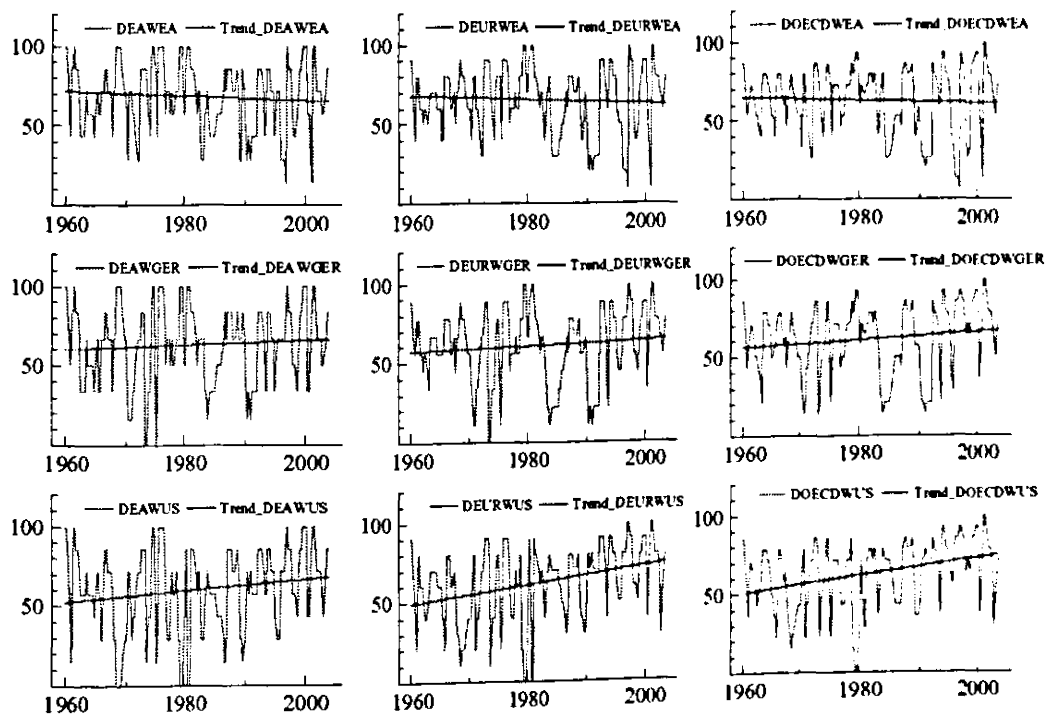 DEAWEA Trend_DEAWEA
100
50
1960 1980 2000
DEURWEA Trend_DEURWEA
100
50
1960 1980 2000
DOECDWEA Trend_DOECDWEA
100
50
1960 1980 2000
DEAWGER Trend_DEAWGER
100
50
1960 1980 2000
DEURWGER Trend_DEURWGER
100
50
1960 1980 2000
DOECDWGER Trend_DOECDWGER
100
50
1960 1980 2000
DEAWUS Trend_DEAWUS
100
50
1960 1980 2000
DEURWUS Trend_DEURWUS
100
50
1960 1980 2000
DOECDWUS Trend_DOECDWUS
100
50
1960 1980 2000